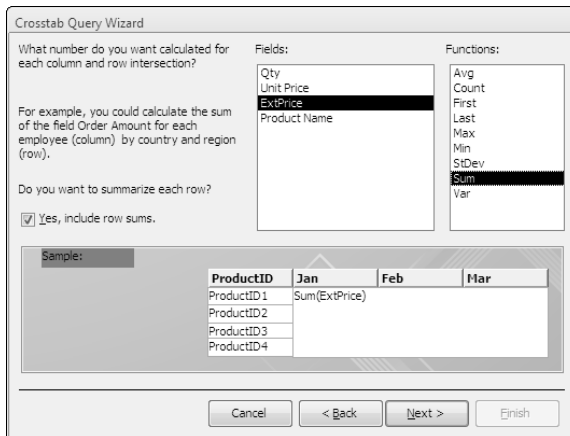 Crosstab Query Wizard
What number do you want calculated for
each column and row intersection?
For example, you could calculate the sum
of the field Order Amount for each
employee (column)  by country and region
(row).
Do you want to summarize each row?
Yes, include row sums.
Fields:
Qty
Unit Price
ExtPrice
Product Name
Functions:
Avg
Count
First
Last
Max
Min
StDev
Sum
Var
Sample:
ProductID Jan Feb Mar
ProductID1 Sum(ExtPrice)
ProductID2
ProductID3
ProductID4
Cancel < Back Next > Finish